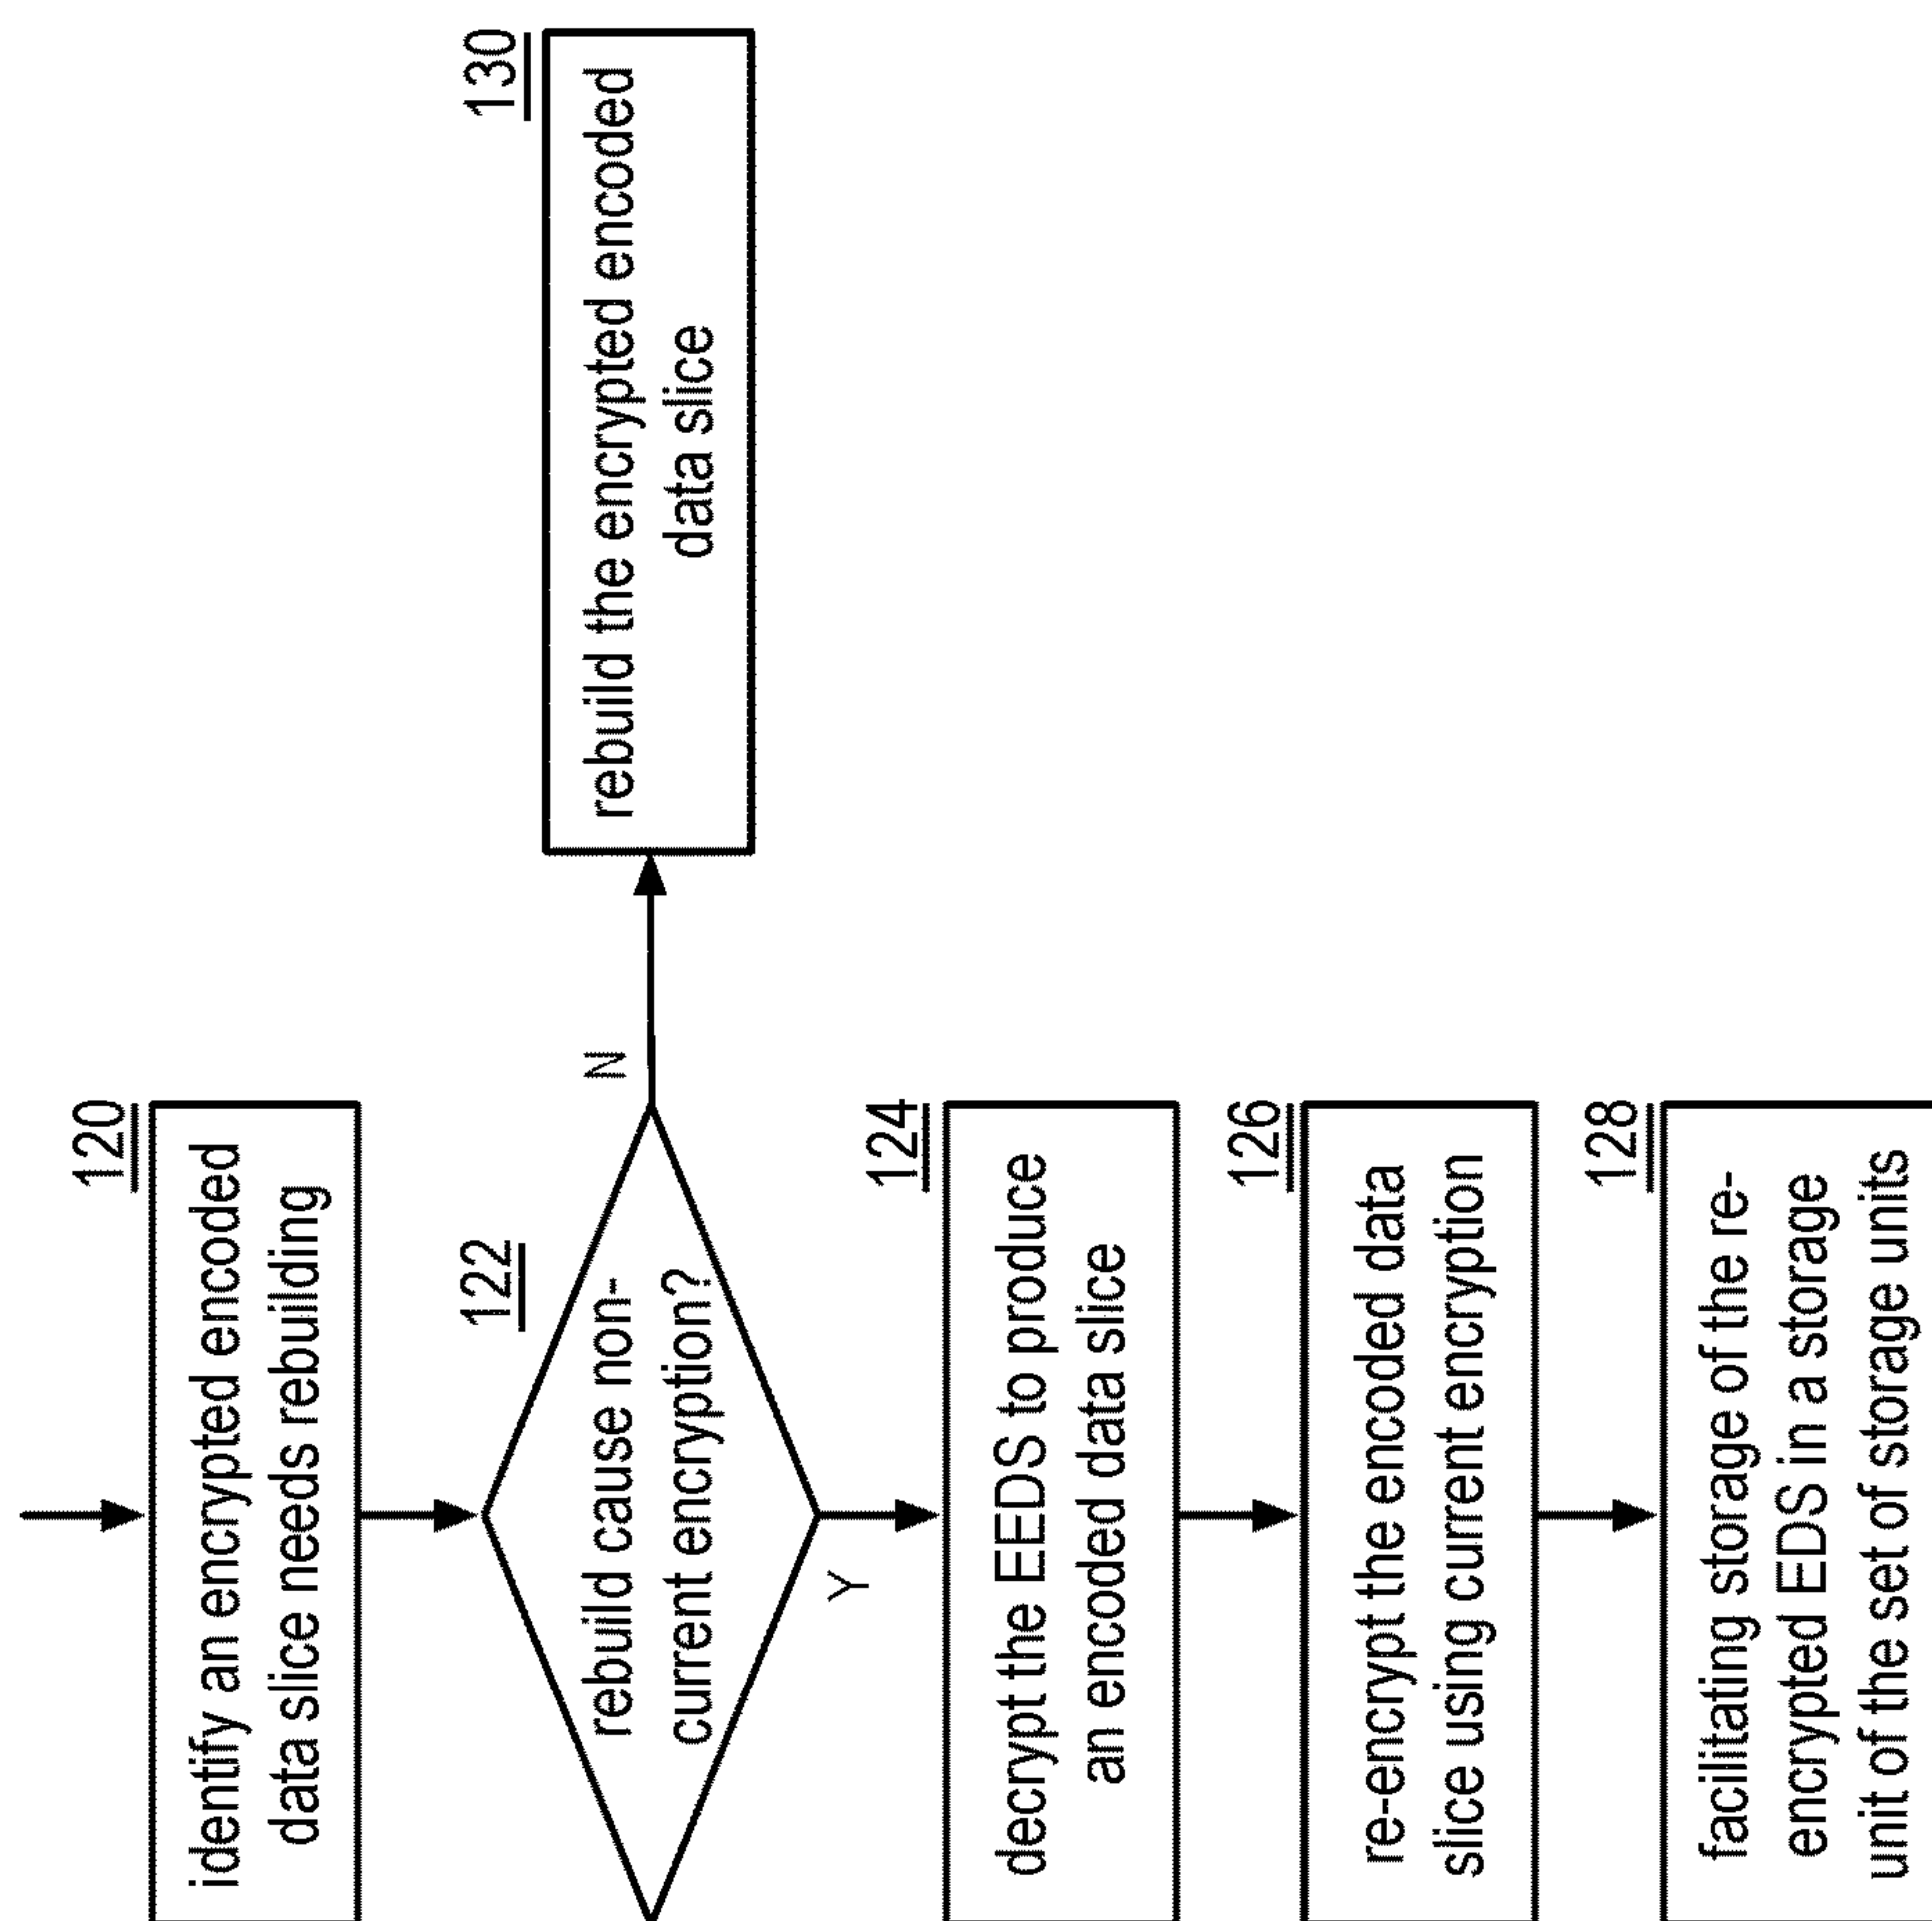 120
identify an encrypted encoded
data slice needs rebuilding
122
rebuild cause non-
current encryption?
N
130
rebuild the encrypted encoded
data slice
Y
124
decrypt the EEDS to produce
an encoded data slice
126
re-encrypt the encoded data
slice using current encryption
128
facilitating storage of the re-
encrypted EDS in a storage
unit of the set of storage units